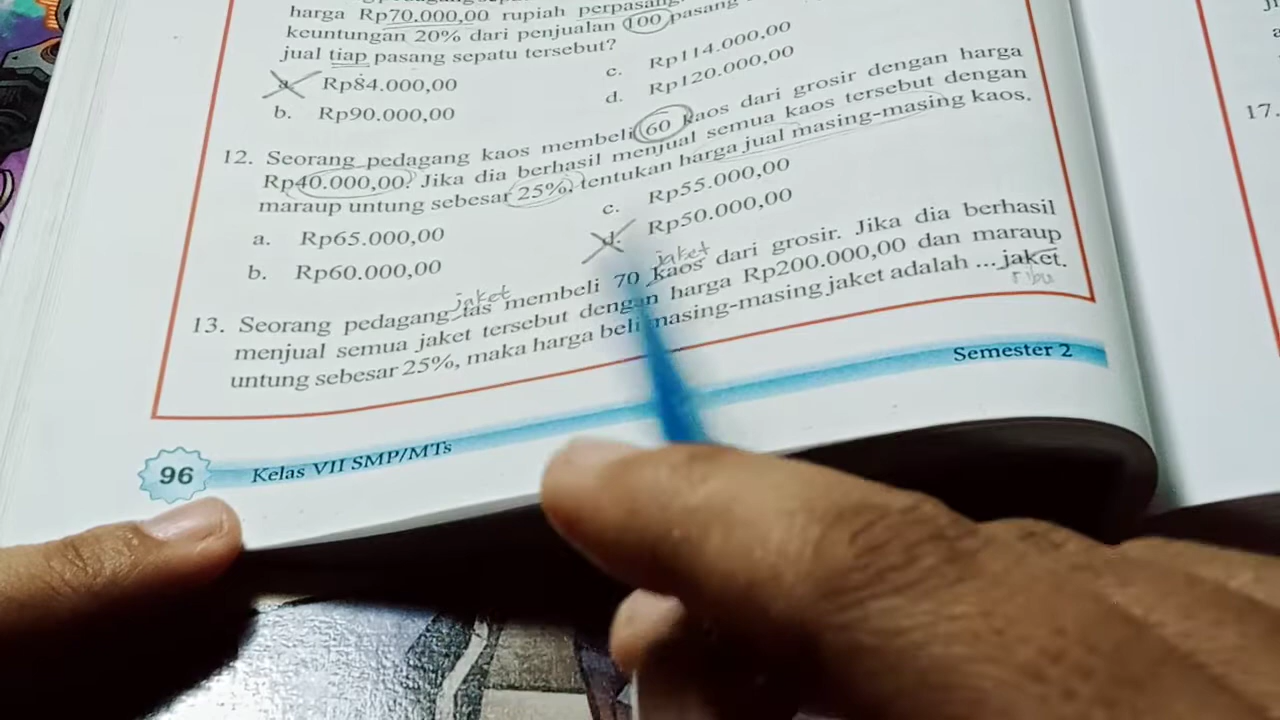 harga Rp70.000,00 rupiah perpasang
keuntungan 20% dari penjualan 100 pasang
jual tiap pasang sepatu tersebut?
a. Rp84.000,00
c. Rp114.000,00
b. Rp90.000,00
d. Rp120.000,00
12. Seorang pedagang kaos membeli 60 kaos dari grosir dengan harga
Rp40.000,00. Jika dia berhasil menjual semua kaos tersebut dengan
maraup untung sebesar 25%, tentukan harga jual masing-masing kaos.
a. Rp65.000,00
c. Rp55.000,00
b. Rp60.000,00
d. Rp50.000,00
jaket jaket
13. Seorang pedagang tas membeli 70 kaos dari grosir. Jika dia berhasil
menjual semua jaket tersebut dengan harga Rp200.000,00 dan maraup
untung sebesar 25%, maka harga beli masing-masing jaket adalah ... jaket.
ribu
Semester 2
96 Kelas VII SMP/MTs
17.